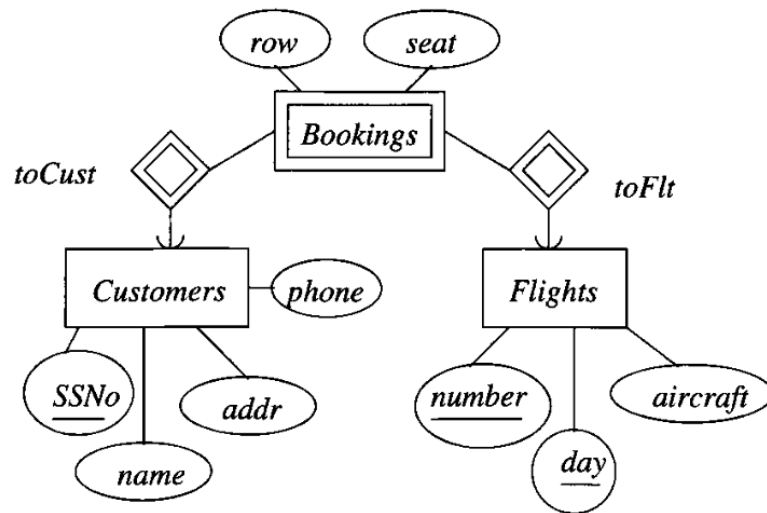 row
seat
Bookings
toCust
toFlt
Customers
phone
Flights
SSNo
addr
number
aircraft
name
day